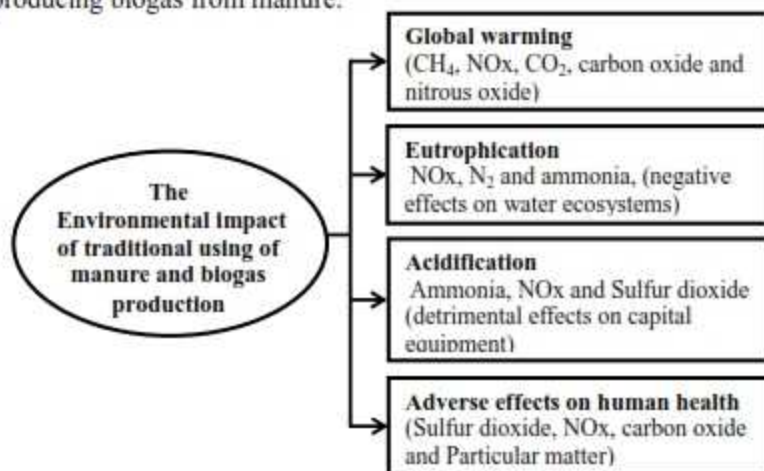 producing biogas from manure.
Global warming
(CH₄, NOx, CO₂, carbon oxide and
nitrous oxide)
The
Environmental impact
of traditional using of
manure and biogas
production
Eutrophication
NOx, N₂ and ammonia, (negative
effects on water ecosystems)
Acidification
Ammonia, NOx and Sulfur dioxide
(detrimental effects on capital
equipment)
Adverse effects on human health
(Sulfur dioxide, NOx, carbon oxide
and Particular matter)